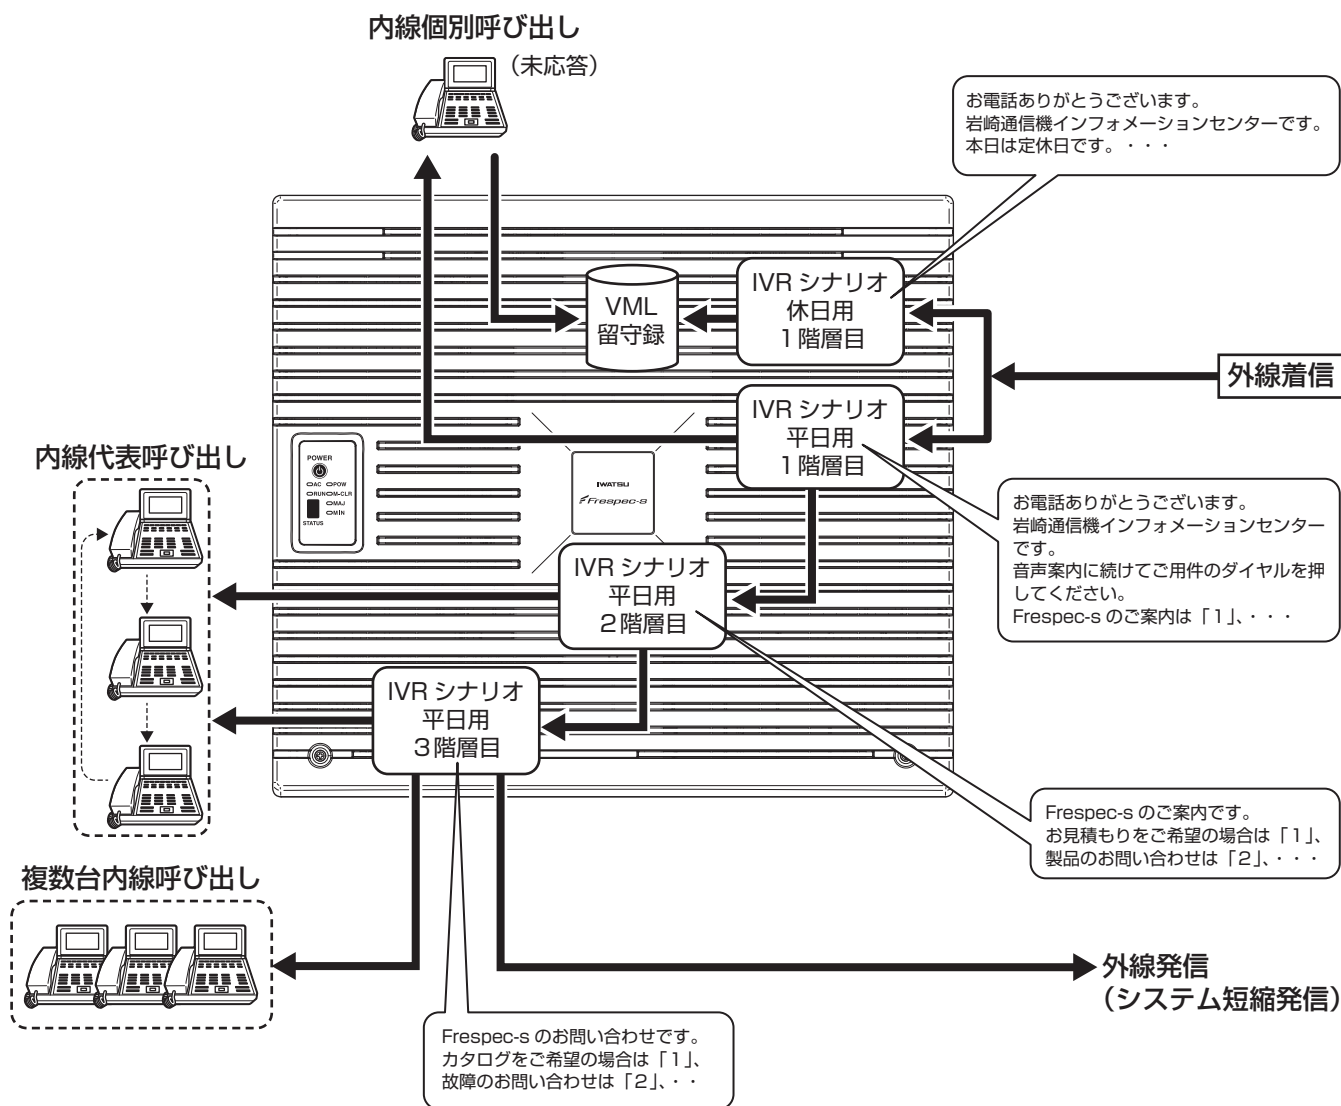 内線個別呼び出し
（未応答）
お電話ありがとうございます。
岩崎通信機インフォメーションセンターです。
本日は定休日です。・・・
VML
留守録
IVR シナリオ
休日用
1階層目
外線着信
IVR シナリオ
平日用
1階層目
内線代表呼び出し
POWER
AC POW
RUN M-CLR
MAJ
MIN
STATUS
IWATSU
Frespec-s
お電話ありがとうございます。
岩崎通信機インフォメーションセンター
です。
音声案内に続けてご用件のダイヤルを押
してください。
Frespec-s のご案内は「1」、・・・
IVR シナリオ
平日用
2階層目
IVR シナリオ
平日用
3階層目
Frespec-s のご案内です。
お見積もりをご希望の場合は「1」、
製品のお問い合わせは「2」、・・・
複数台内線呼び出し
外線発信
（システム短縮発信）
Frespec-s のお問い合わせです。
カタログをご希望の場合は「1」、
故障のお問い合わせは「2」、・・